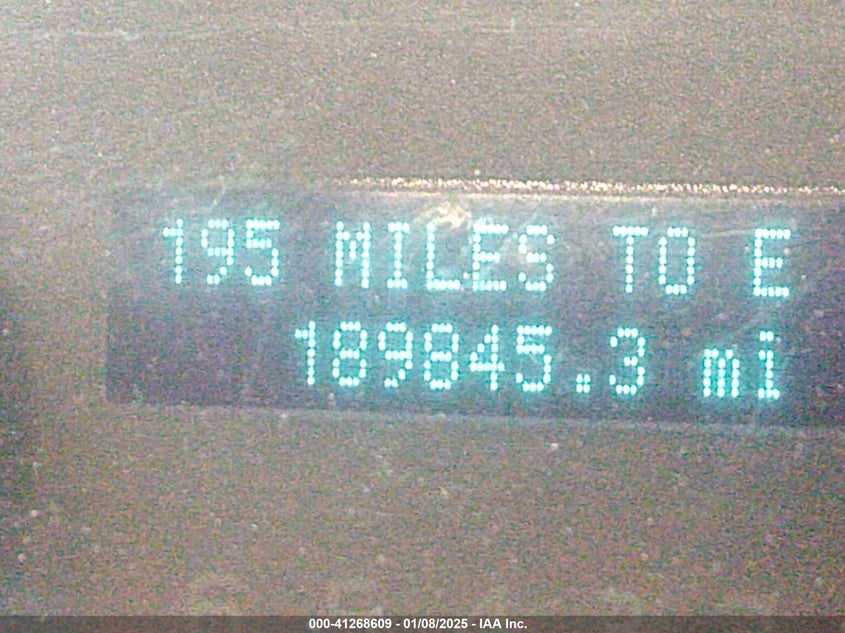 195 MILES TO E
189845.3 mi
000-41268609 - 01/08/2025 - IAA Inc.